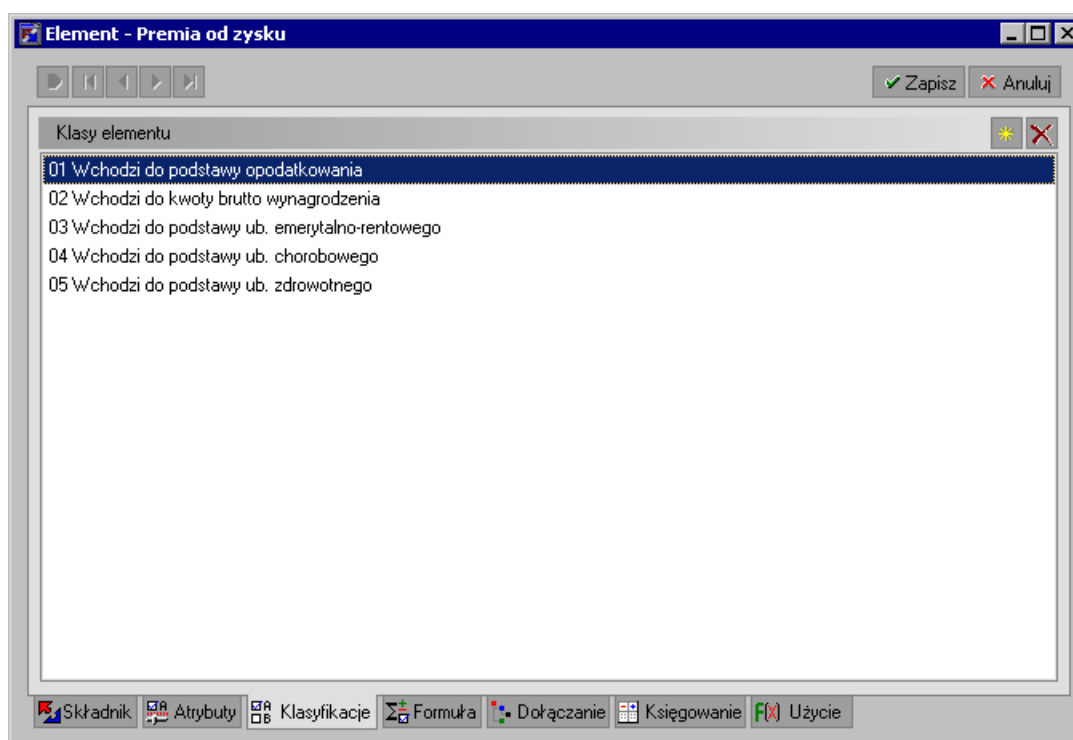 Element - Premia od zysku
Zapisz Anuluj
Klasy elementu
01 Wchodzi do podstawy opodatkowania
02 Wchodzi do kwoty brutto wynagrodzenia
03 Wchodzi do podstawy ub. emerytalno-rentowego
04 Wchodzi do podstawy ub. chorobowego
05 Wchodzi do podstawy ub. zdrowotnego
Składnik Atrybuty Klasyfikacje Formuła Dołączanie Księgowanie F(X) Użycie